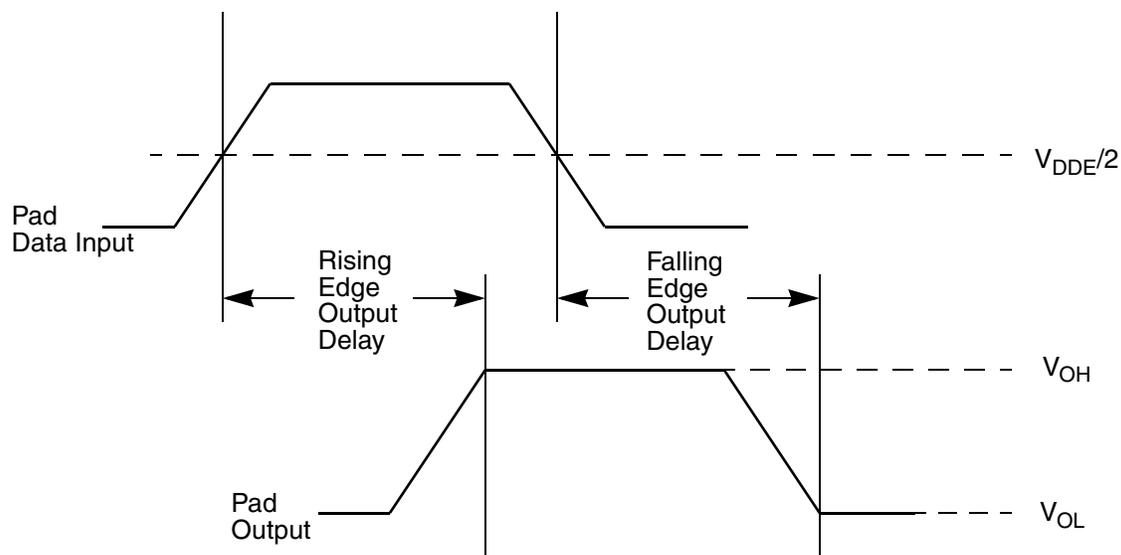 V_DDE/2
Pad
Data Input
Rising
Edge
Output
Delay
Falling
Edge
Output
Delay
V_OH
Pad
Output
V_OL